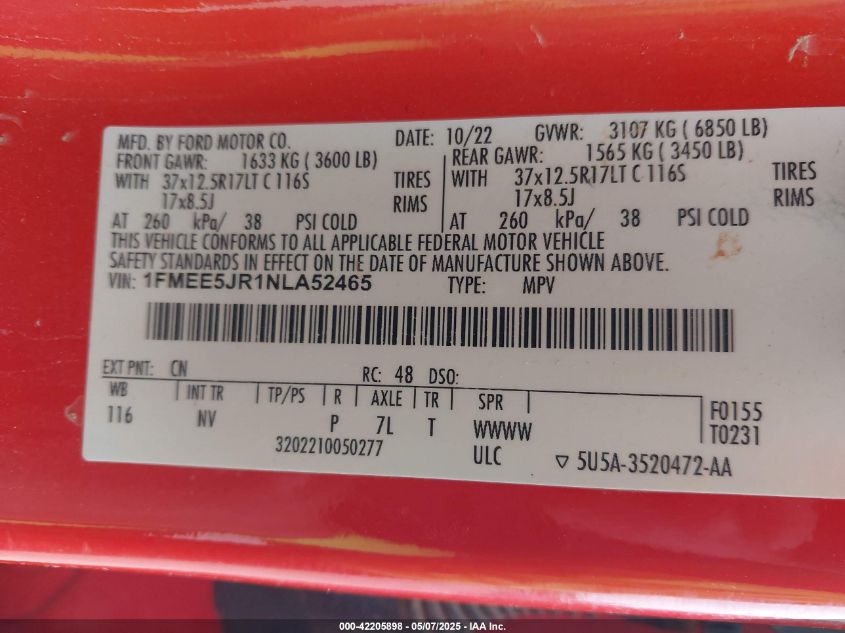 MFD. BY FORD MOTOR CO. DATE: 10/22 GVWR: 3107 KG ( 6850 LB)
FRONT GAWR: 1633 KG ( 3600 LB) REAR GAWR: 1565 KG ( 3450 LB)
WITH 37x12.5R17LT C 116S TIRES WITH 37x12.5R17LT C 116S TIRES
17x8.5J RIMS 17x8.5J RIMS
AT 260 kPa/ 38 PSI COLD AT 260 kPa/ 38 PSI COLD
THIS VEHICLE CONFORMS TO ALL APPLICABLE FEDERAL MOTOR VEHICLE
SAFETY STANDARDS IN EFFECT ON THE DATE OF MANUFACTURE SHOWN ABOVE.
VIN: 1FMEE5JR1NLA52465 TYPE: MPV
EXT PNT: CN RC: 48 DSO:
WB INT TR TP/PS R AXLE TR SPR F0155
116 NV P 7L T WWWW T0231
3202210050277 ULC ▽ 5U5A-3520472-AA
000-42205898 - 05/07/2025 - IAA Inc.